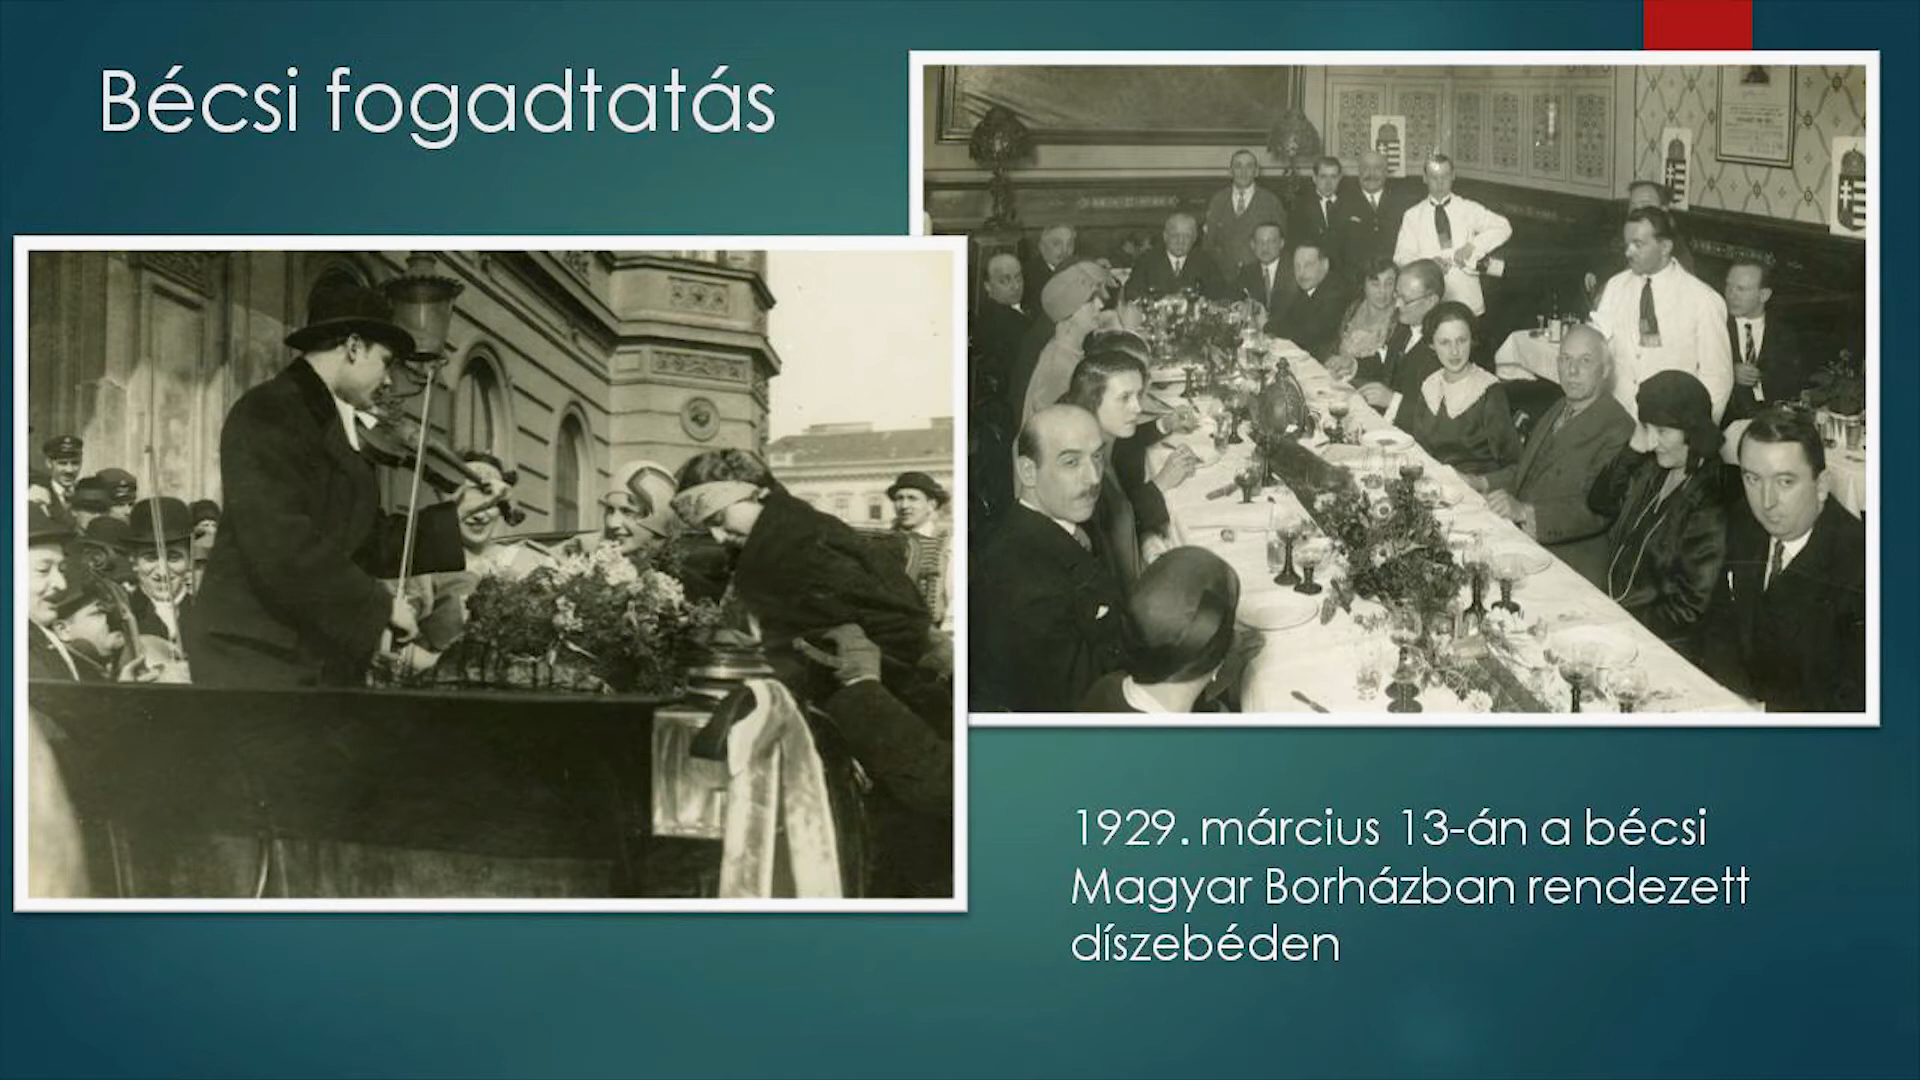 Bécsi fogadtatás
1929. március 13-án a bécsi
Magyar Borházban rendezett
díszebéden